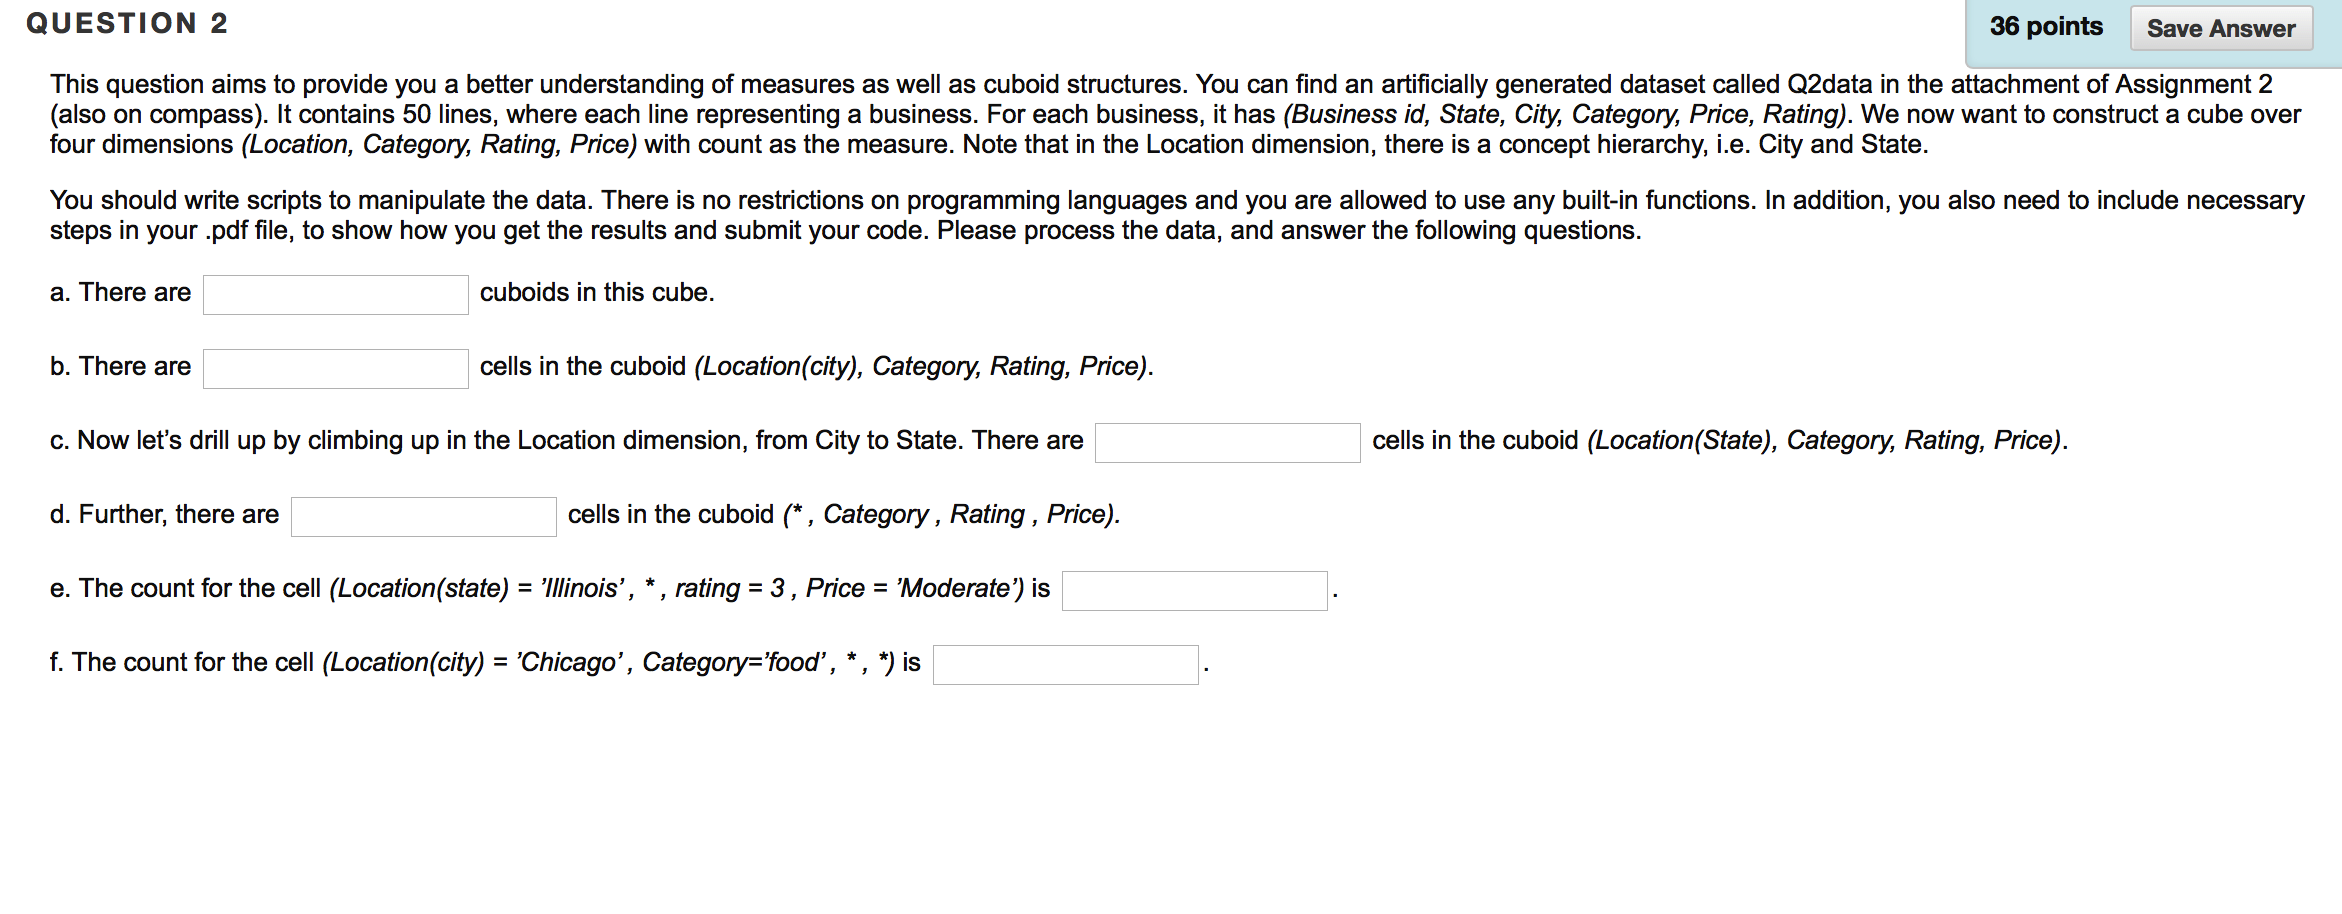 QUESTION 2
36 points
Save Answer
This question aims to provide you a better understanding of measures as well as cuboid structures. You can find an artificially generated dataset called Q2data in the attachment of Assignment 2
(also on compass). It contains 50 lines, where each line representing a business. For each business, it has (Business id, State, City, Category, Price, Rating). We now want to construct a cube over
four dimensions (Location, Category, Rating, Price) with count as the measure. Note that in the Location dimension, there is a concept hierarchy, i.e. City and State.
You should write scripts to manipulate the data. There is no restrictions on programming languages and you are allowed to use any built-in functions. In addition, you also need to include necessary
steps in your .pdf file, to show how you get the results and submit your code. Please process the data, and answer the following questions.
a. There are cuboids in this cube.
b. There are cells in the cuboid (Location(city), Category, Rating, Price).
c. Now let’s drill up by climbing up in the Location dimension, from City to State. There are cells in the cuboid (Location(State), Category, Rating, Price).
d. Further, there are cells in the cuboid (* , Category , Rating , Price).
e. The count for the cell (Location(state) = ’Illinois’ , * , rating = 3 , Price = ’Moderate’) is .
f. The count for the cell (Location(city) = ’Chicago’ , Category=’food’ , * , *) is .